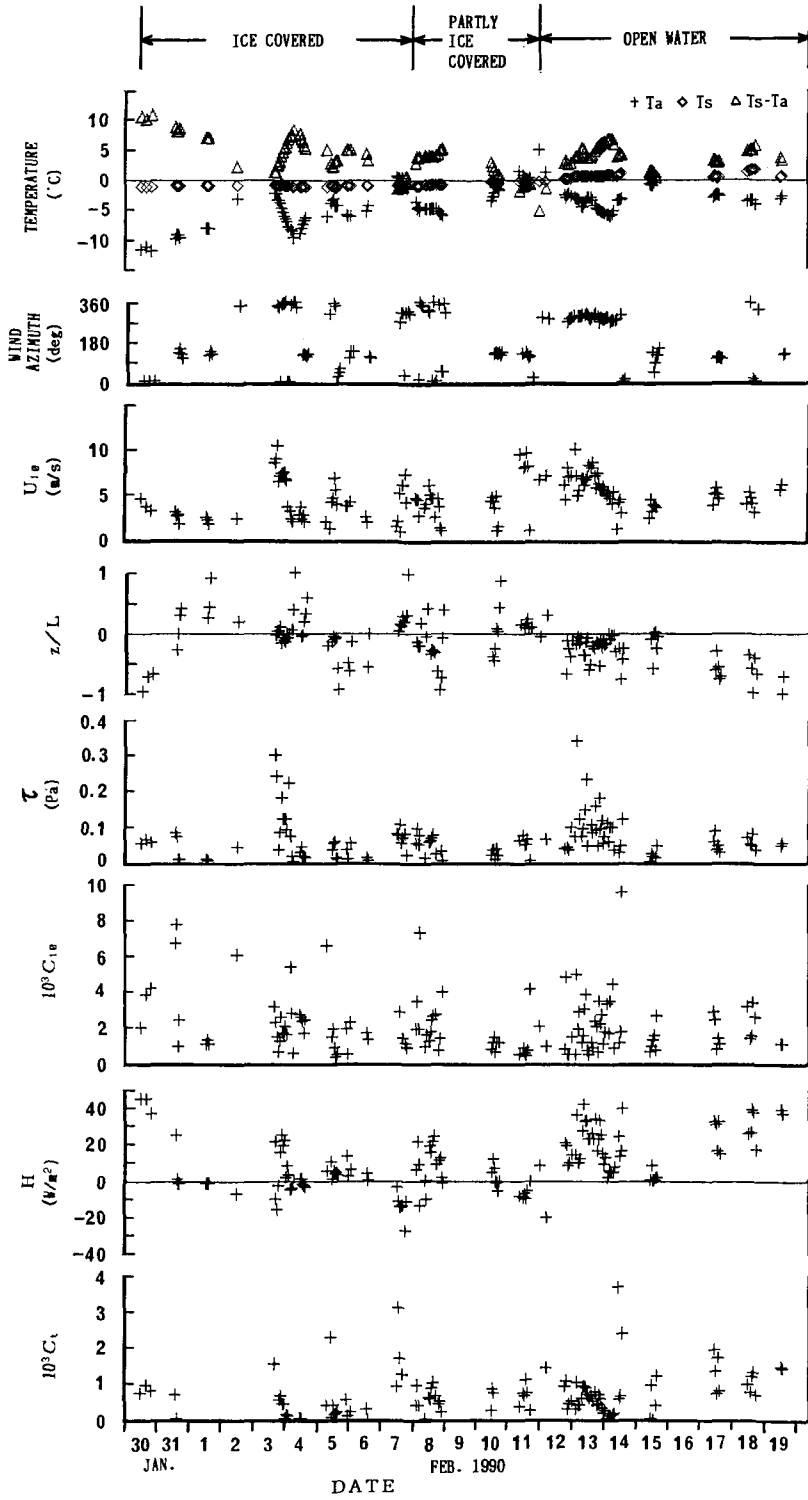 ICE COVERED
PARTLY
ICE
COVERED
OPEN WATER
+ Ta ◇ Ts △ Ts-Ta
TEMPERATURE
(°C)
10
5
0
-5
-10
WIND
AZIMUTH
(deg)
360
180
0
U₁₀
(m/s)
10
5
0
z/L
1
0
-1
τ
(Pa)
0.4
0.3
0.2
0.1
0
10³C₁₀
10
8
6
4
2
0
H
(W/m²)
40
20
0
-20
-40
10³Cₜ
4
3
2
1
0
30 31 1 2 3 4 5 6 7 8 9 10 11 12 13 14 15 16 17 18 19
JAN. FEB. 1990
DATE